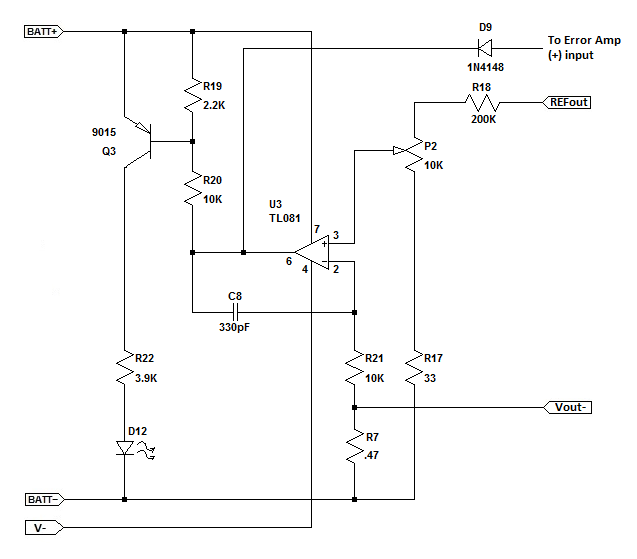 BATT+
D9
To Error Amp
(+) input
1N4148
R19
2.2K
R18
200K
REFout
9015
Q3
P2
10K
R20
10K
U3
TL081
7
3
+
6
−
4
2
C8
330pF
R22
3.9K
R21
10K
R17
33
D12
Vout-
R7
.47
BATT−
V-